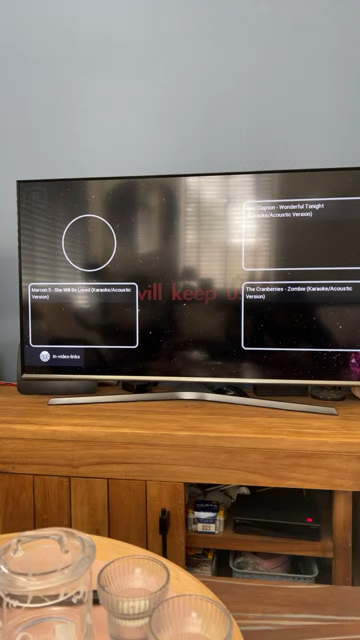 Clapton - Wonderful Tonight
(Karaoke/Acoustic Version)
Maroon 5 - She Will Be Loved (Karaoke/Acoustic
Version)
will keep
The Cranberries - Zombie (Karaoke/Acoustic
Version)
In-video-links